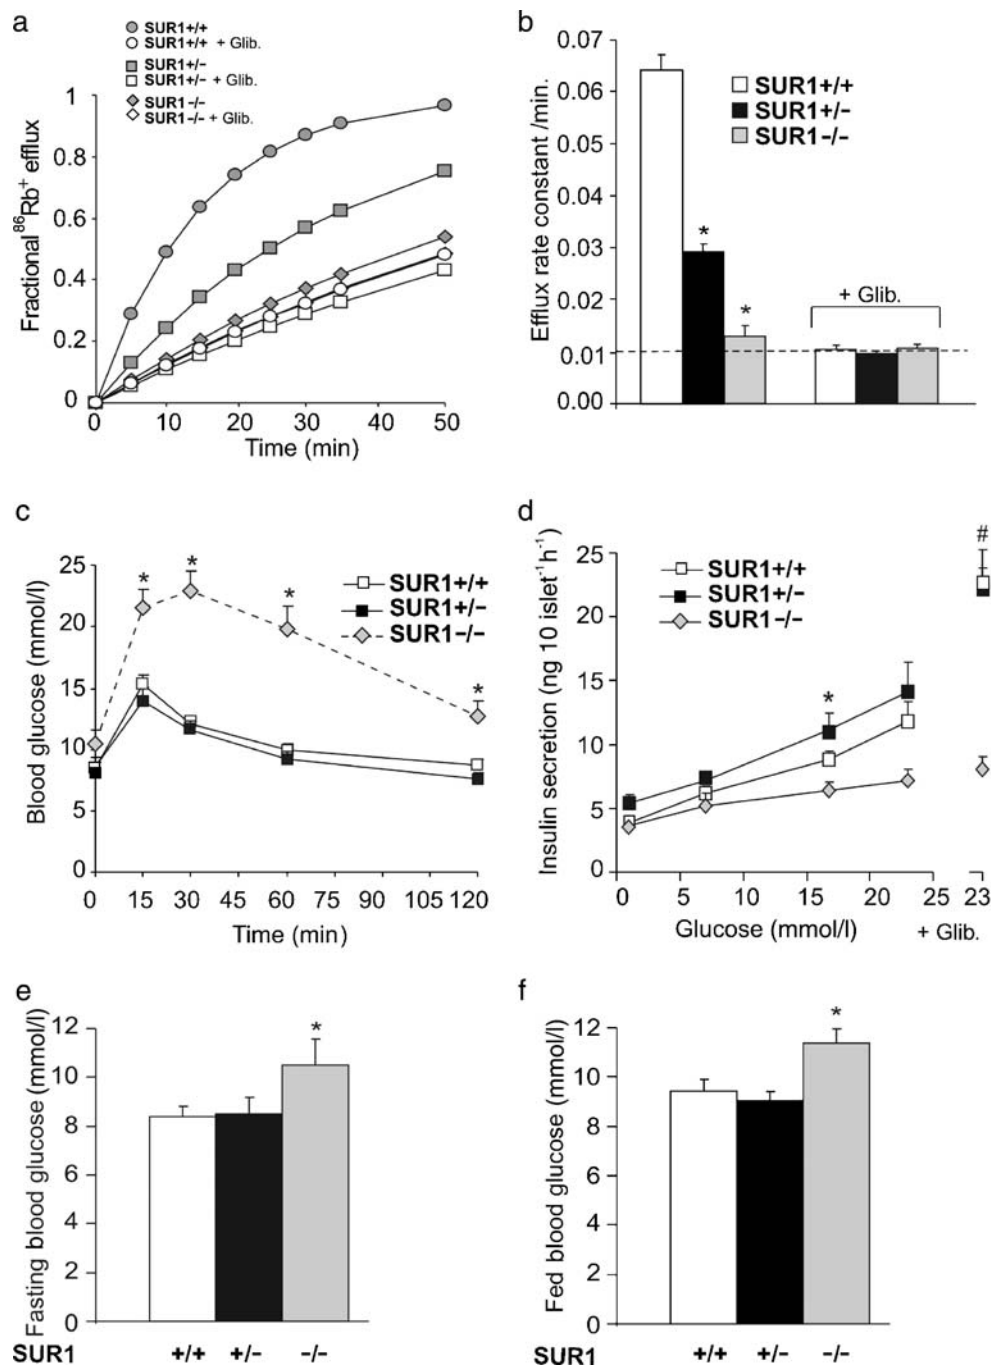 a
SUR1+/+
SUR1+/+ + Glib.
SUR1+/-
SUR1+/- + Glib.
SUR1-/-
SUR1-/- + Glib.
Fractional ⁸⁶Rb⁺ efflux
1
0.8
0.6
0.4
0.2
0
0 10 20 30 40 50
Time (min)
b
Efflux rate constant /min.
0.07
0.06
0.05
0.04
0.03
0.02
0.01
0.00
SUR1+/+
SUR1+/-
SUR1-/-
*
*
+ Glib.
c
Blood glucose (mmol/l)
25
20
15
10
5
0
* * * *
SUR1+/+
SUR1+/-
SUR1-/-
0 15 30 45 60 75 90 105 120
Time (min)
d
Insulin secretion (ng 10 islet⁻¹h⁻¹)
25
20
15
10
5
0
SUR1+/+
SUR1+/-
SUR1-/-
*
#
0 5 10 15 20 25 23
Glucose (mmol/l) + Glib.
e
Fasting blood glucose (mmol/l)
12
10
8
6
4
2
0
*
SUR1 +/+ +/- -/-
f
Fed blood glucose (mmol/l)
12
10
8
6
4
2
0
*
SUR1 +/+ +/- -/-